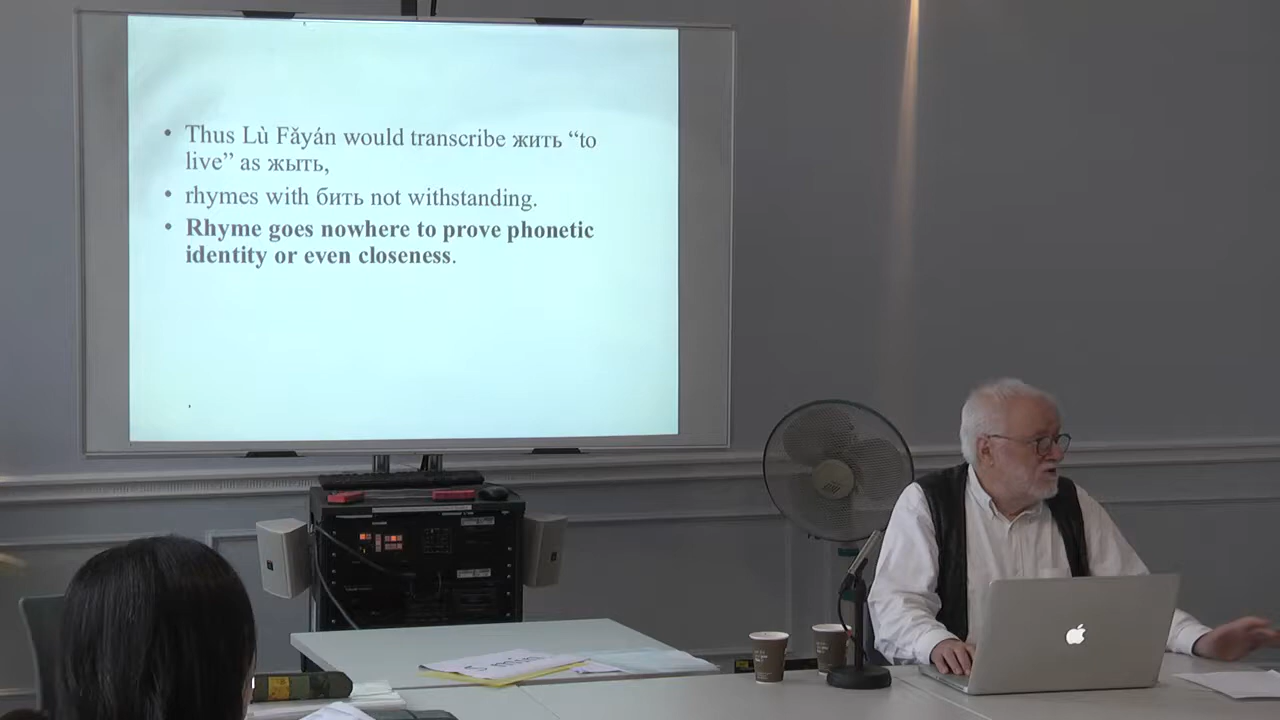 • Thus Lù Fǎyán would transcribe жить “to
live” as жыть,
• rhymes with бить not withstanding.
• Rhyme goes nowhere to prove phonetic
identity or even closeness.